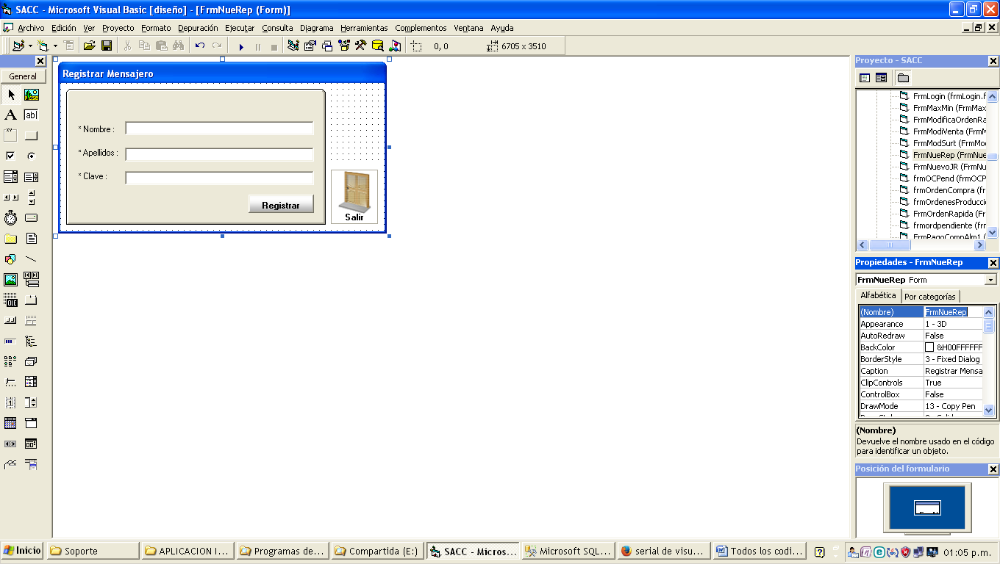 SACC - Microsoft Visual Basic [diseño] - [FrmNueRep (Form)]
Archivo Edición Ver Proyecto Formato Depuración Ejecutar Consulta Diagrama Herramientas Complementos Ventana Ayuda
0, 0 6705 x 3510
General
A ab|
xy
OLE
Registrar Mensajero
* Nombre :
* Apellidos :
* Clave :
Registrar
Salir
Proyecto - SACC
FrmLogin (frmLogin.f
FrmMaxMin (FrmMax
FrmModificaOrdenRa
FrmModiVenta (FrmM
FrmModSurt (FrmMod
FrmNueRep (FrmNue
FrmNuevoJR (FrmNu
frmOCPend (frmOCP
frmOrdenCompra (fr
frmOrdenesProducci
FrmOrdenRapida (Fr
frmordpendiente (frr
FrmPagoCompAlm1 (
Propiedades - FrmNueRep
FrmNueRep Form
Alfabética Por categorías
(Nombre) FrmNueRep
Appearance 1 - 3D
AutoRedraw False
BackColor &H00FFFFFF
BorderStyle 3 - Fixed Dialog
Caption Registrar Mensa
ClipControls True
ControlBox False
DrawMode 13 - Copy Pen
(Nombre)
Devuelve el nombre usado en el código
para identificar un objeto.
Posición del formulario
Inicio Soporte APLICACION I... Programas de... Compartida (E:) SACC - Micros... Microsoft SQL... serial de visu... Todos los codi... 01:05 p.m.